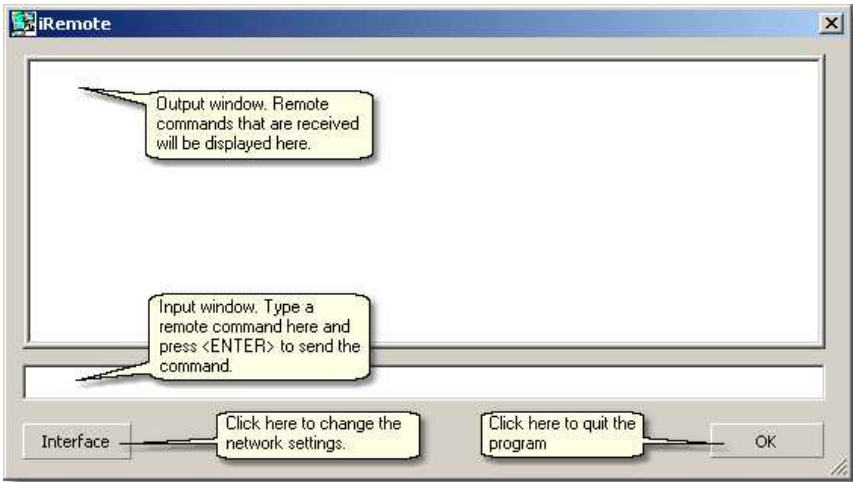 iRemote
Output window. Remote
commands that are received
will be displayed here.
Input window. Type a
remote command here and
press <ENTER> to send the
command.
Interface
Click here to change the
network settings.
Click here to quit the
program
OK